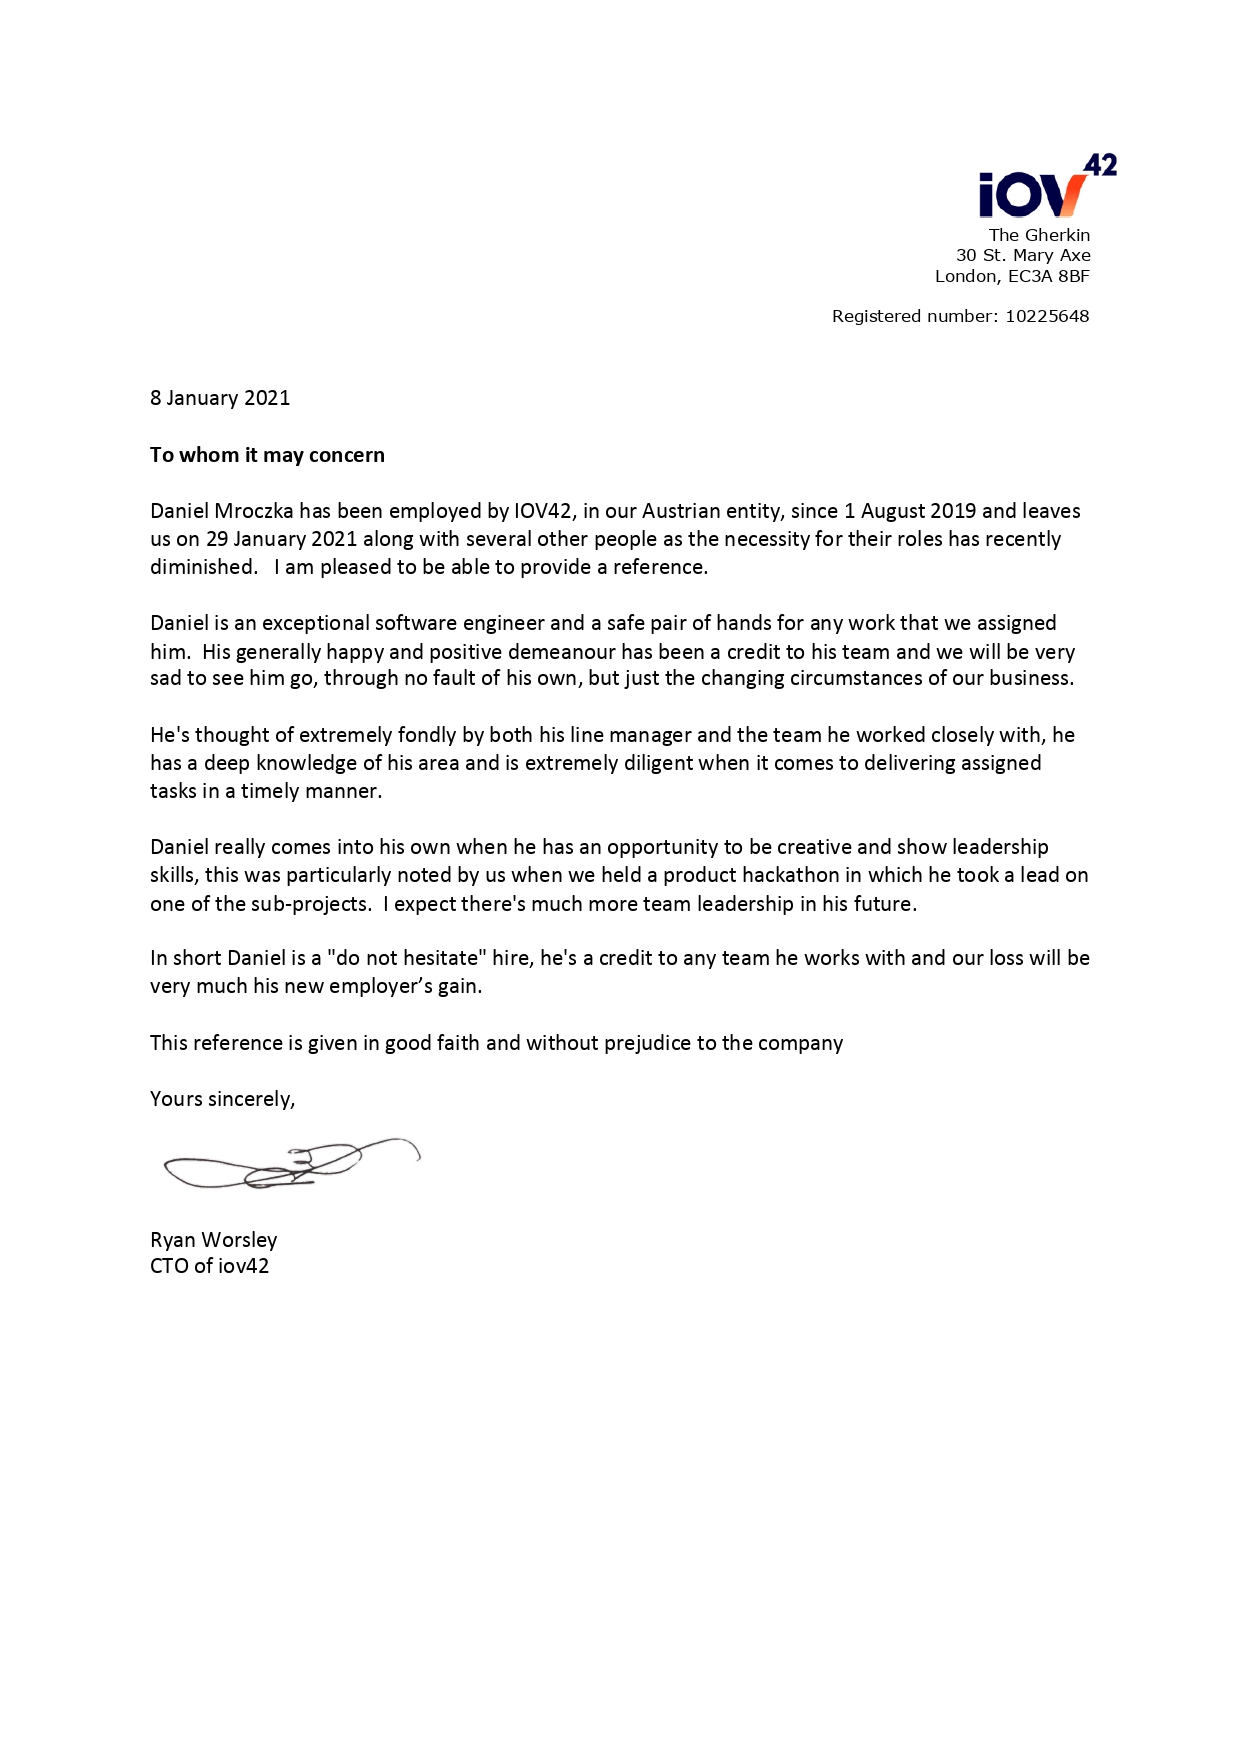 iov42
The Gherkin
30 St. Mary Axe
London, EC3A 8BF
Registered number: 10225648
8 January 2021
To whom it may concern
Daniel Mroczka has been employed by IOV42, in our Austrian entity, since 1 August 2019 and leaves
us on 29 January 2021 along with several other people as the necessity for their roles has recently
diminished.   I am pleased to be able to provide a reference.
Daniel is an exceptional software engineer and a safe pair of hands for any work that we assigned
him.  His generally happy and positive demeanour has been a credit to his team and we will be very
sad to see him go, through no fault of his own, but just the changing circumstances of our business.
He's thought of extremely fondly by both his line manager and the team he worked closely with, he
has a deep knowledge of his area and is extremely diligent when it comes to delivering assigned
tasks in a timely manner.
Daniel really comes into his own when he has an opportunity to be creative and show leadership
skills, this was particularly noted by us when we held a product hackathon in which he took a lead on
one of the sub-projects.  I expect there's much more team leadership in his future.
In short Daniel is a "do not hesitate" hire, he's a credit to any team he works with and our loss will be
very much his new employer’s gain.
This reference is given in good faith and without prejudice to the company
Yours sincerely,
Ryan Worsley
CTO of iov42